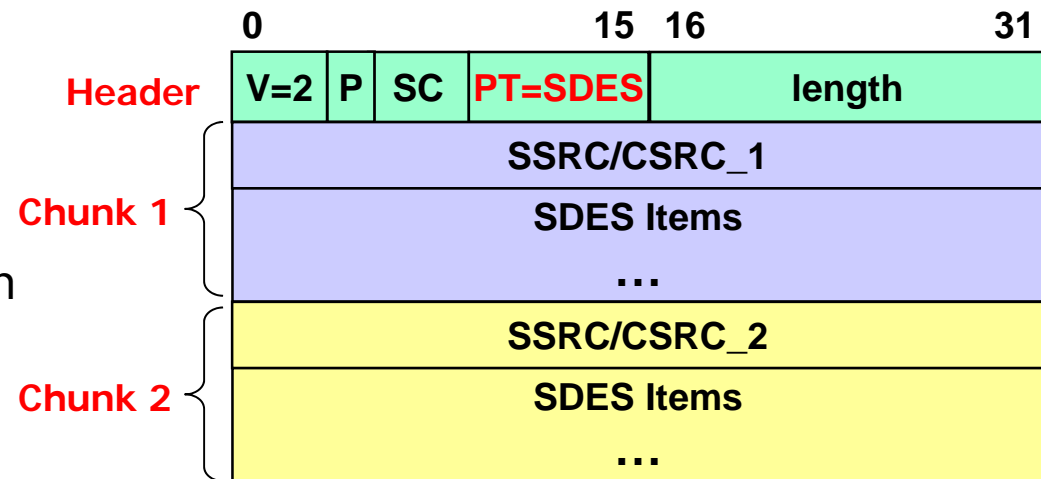 0 15 16 31
Header V=2 P SC PT=SDES length
SSRC/CSRC_1
Chunk 1 SDES Items
…
n
SSRC/CSRC_2
Chunk 2 SDES Items
…